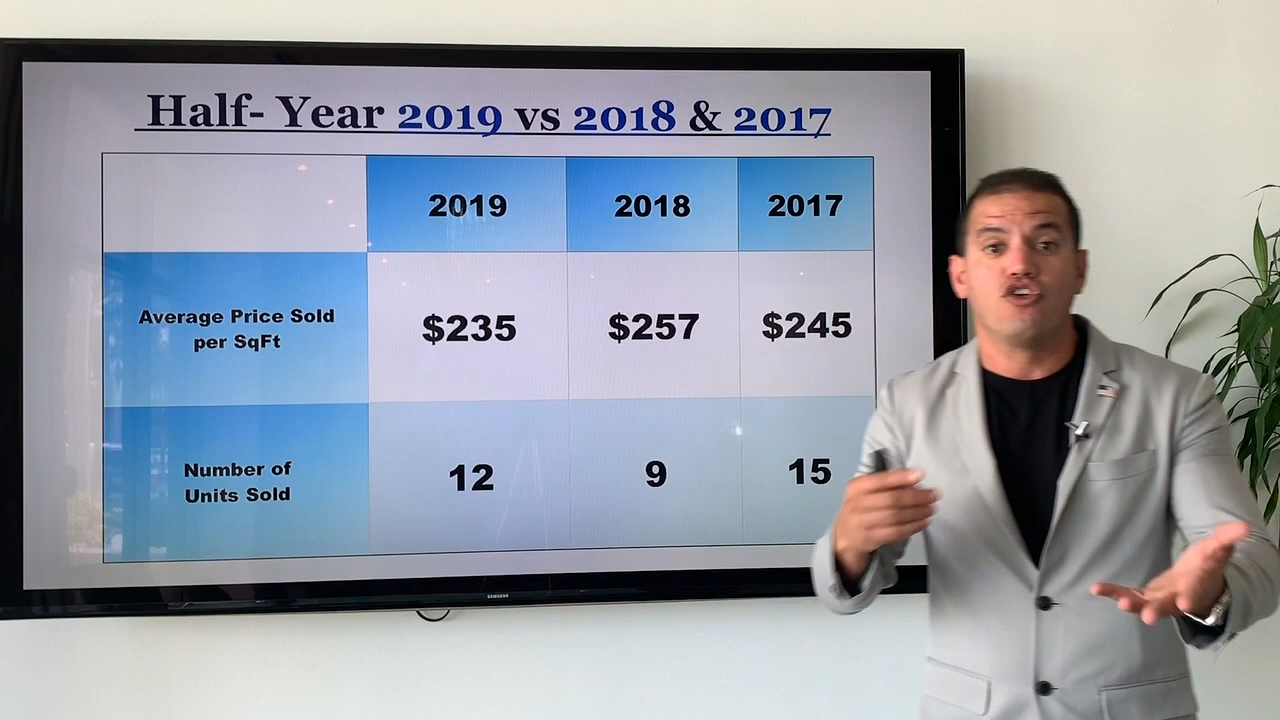 Half- Year 2019 vs 2018 & 2017
2019 2018 2017
Average Price Sold
per SqFt
$235 $257 $245
Number of
Units Sold
12 9 15
SAMSUNG